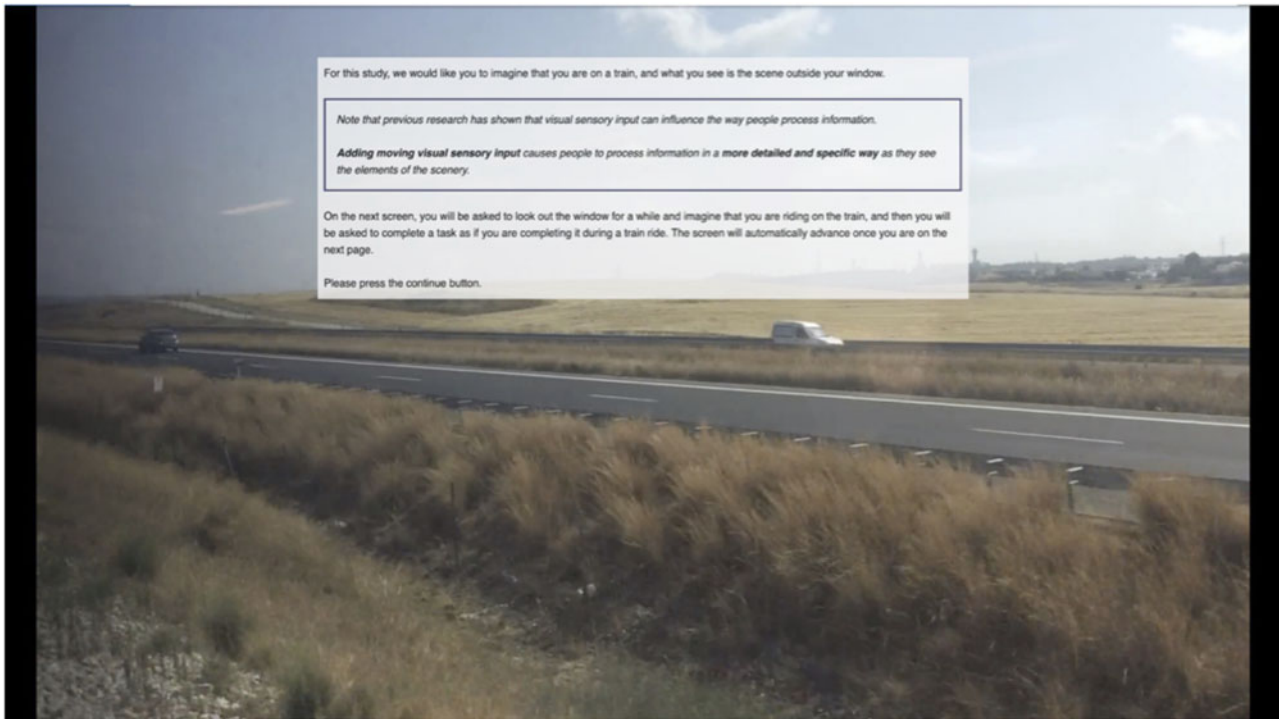 For this study, we would like you to imagine that you are on a train, and what you see is the scene outside your window.
Note that previous research has shown that visual sensory input can influence the way people process information.
Adding moving visual sensory input causes people to process information in a more detailed and specific way as they see
the elements of the scenery.
On the next screen, you will be asked to look out the window for a while and imagine that you are riding on the train, and then you will
be asked to complete a task as if you are completing it during a train ride. The screen will automatically advance once you are on the
next page.
Please press the continue button.